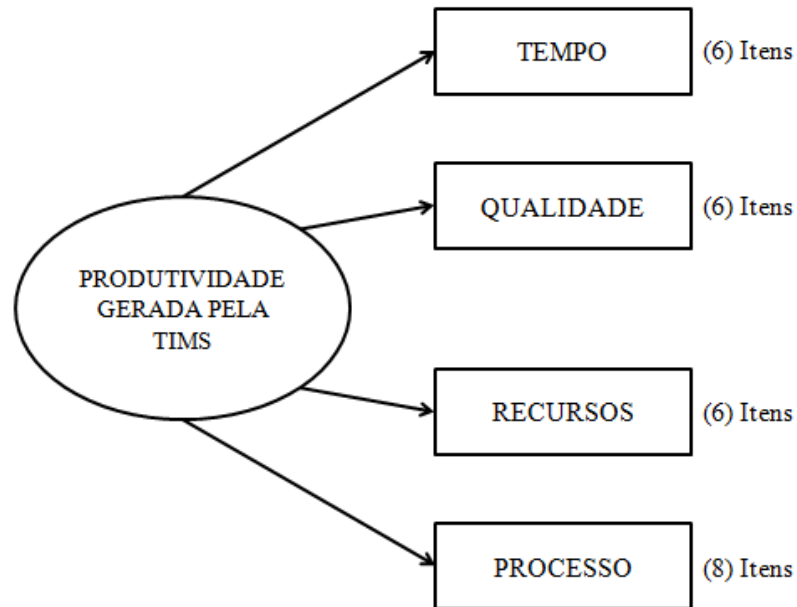 TEMPO (6) Itens
QUALIDADE (6) Itens
PRODUTIVIDADE
GERADA PELA
TIMS
RECURSOS (6) Itens
PROCESSO (8) Itens